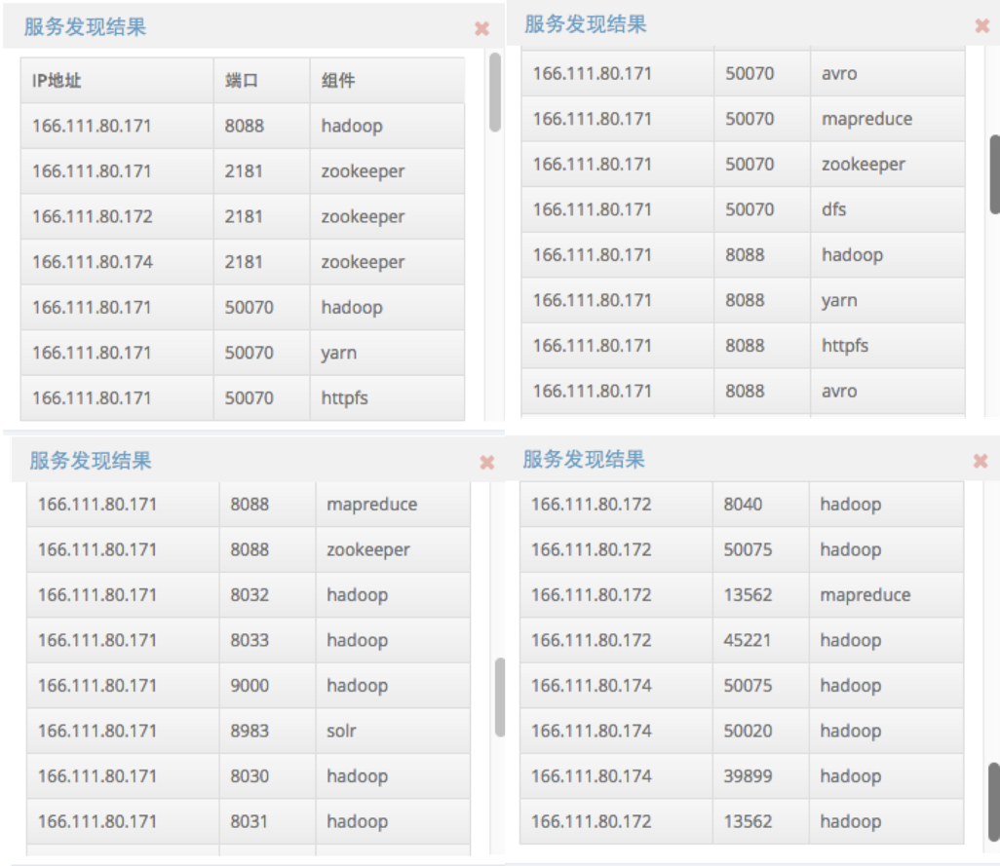 服务发现结果
IP地址 端口 组件
166.111.80.171 8088 hadoop
166.111.80.171 2181 zookeeper
166.111.80.172 2181 zookeeper
166.111.80.174 2181 zookeeper
166.111.80.171 50070 hadoop
166.111.80.171 50070 yarn
166.111.80.171 50070 httpfs
服务发现结果
166.111.80.171 50070 avro
166.111.80.171 50070 mapreduce
166.111.80.171 50070 zookeeper
166.111.80.171 50070 dfs
166.111.80.171 8088 hadoop
166.111.80.171 8088 yarn
166.111.80.171 8088 httpfs
166.111.80.171 8088 avro
服务发现结果
166.111.80.171 8088 mapreduce
166.111.80.171 8088 zookeeper
166.111.80.171 8032 hadoop
166.111.80.171 8033 hadoop
166.111.80.171 9000 hadoop
166.111.80.171 8983 solr
166.111.80.171 8030 hadoop
166.111.80.171 8031 hadoop
服务发现结果
166.111.80.172 8040 hadoop
166.111.80.172 50075 hadoop
166.111.80.172 13562 mapreduce
166.111.80.172 45221 hadoop
166.111.80.174 50075 hadoop
166.111.80.174 50020 hadoop
166.111.80.174 39899 hadoop
166.111.80.172 13562 hadoop